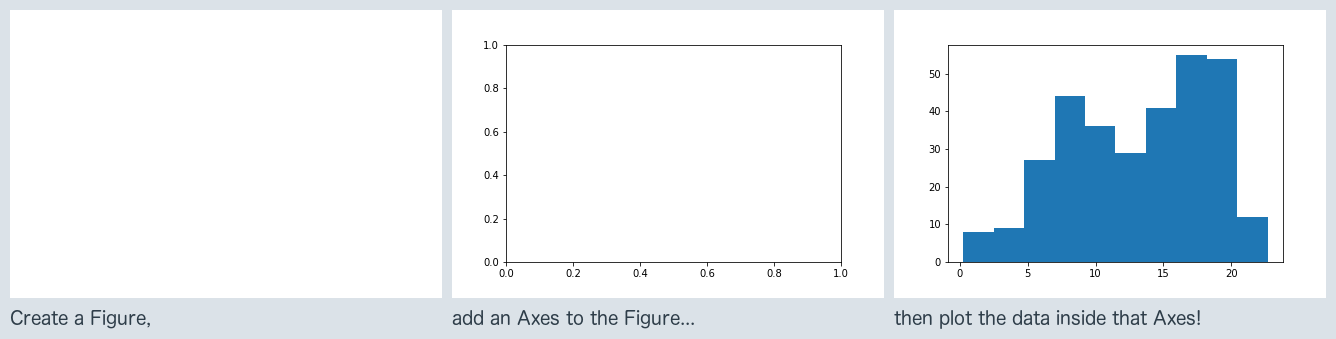 1.0
0.8
0.6
0.4
0.2
0.0
0.0 0.2 0.4 0.6 0.8 1.0
50
40
30
20
10
0
0 5 10 15 20
Create a Figure,
add an Axes to the Figure...
then plot the data inside that Axes!